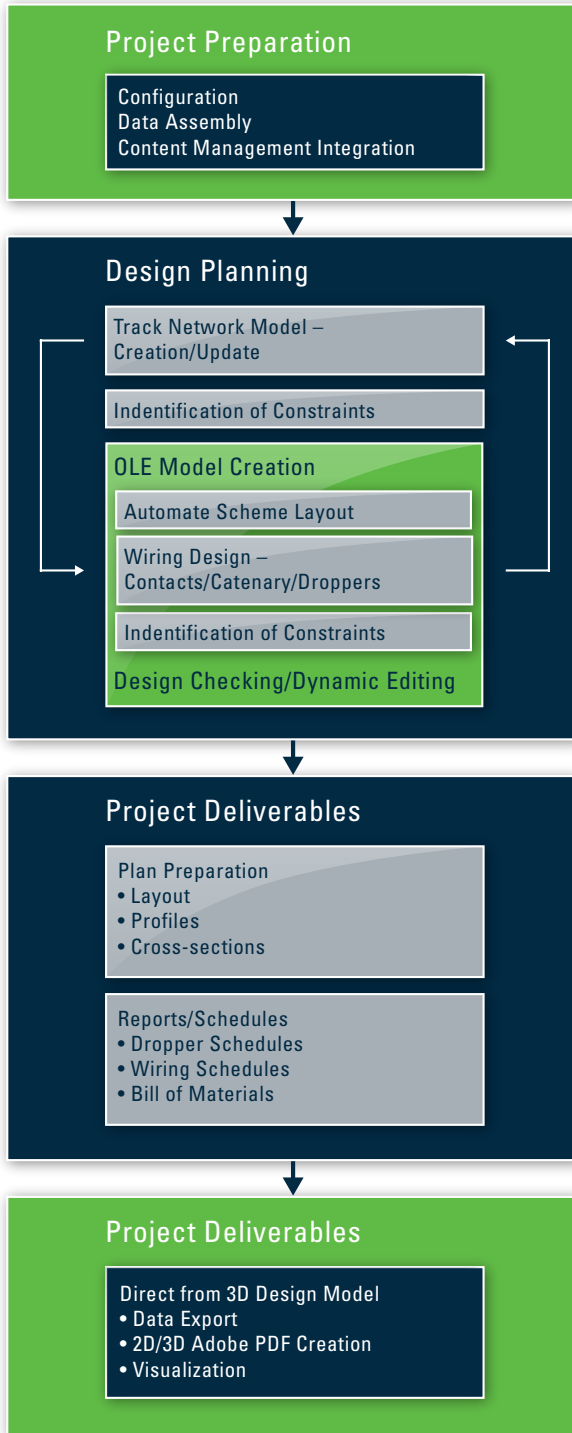 Project Preparation
Configuration
Data Assembly
Content Management Integration
Design Planning
Track Network Model –
Creation/Update
Indentification of Constraints
OLE Model Creation
Automate Scheme Layout
Wiring Design –
Contacts/Catenary/Droppers
Indentification of Constraints
Design Checking/Dynamic Editing
Project Deliverables
Plan Preparation
• Layout
• Profiles
• Cross-sections
Reports/Schedules
• Dropper Schedules
• Wiring Schedules
• Bill of Materials
Project Deliverables
Direct from 3D Design Model
• Data Export
• 2D/3D Adobe PDF Creation
• Visualization